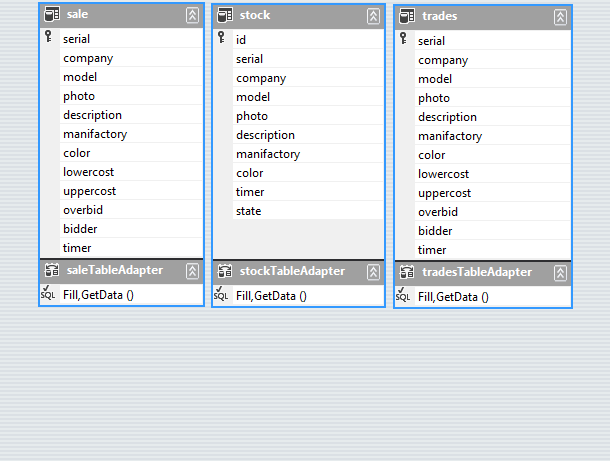 sale
serial
company
model
photo
description
manifactory
color
lowercost
uppercost
overbid
bidder
timer
saleTableAdapter
SQL Fill,GetData ()
stock
id
serial
company
model
photo
description
manifactory
color
timer
state
stockTableAdapter
SQL Fill,GetData ()
trades
serial
company
model
photo
description
manifactory
color
lowercost
uppercost
overbid
bidder
timer
tradesTableAdapter
SQL Fill,GetData ()